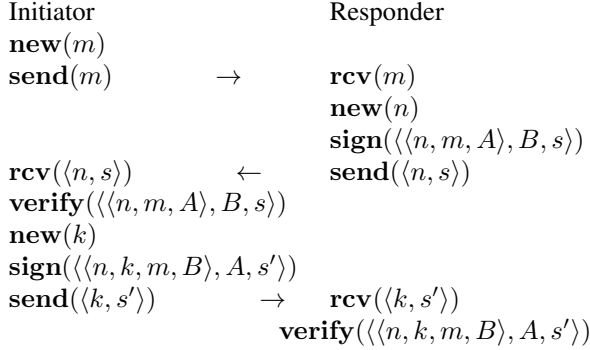 Initiator Responder
new(m)
send(m) → rcv(m)
new(n)
sign(⟨⟨n, m, A⟩, B, s⟩)
rcv(⟨n, s⟩) ← send(⟨n, s⟩)
verify(⟨⟨n, m, A⟩, B, s⟩)
new(k)
sign(⟨⟨n, k, m, B⟩, A, s′⟩)
send(⟨k, s′⟩) → rcv(⟨k, s′⟩)
verify(⟨⟨n, k, m, B⟩, A, s′⟩)